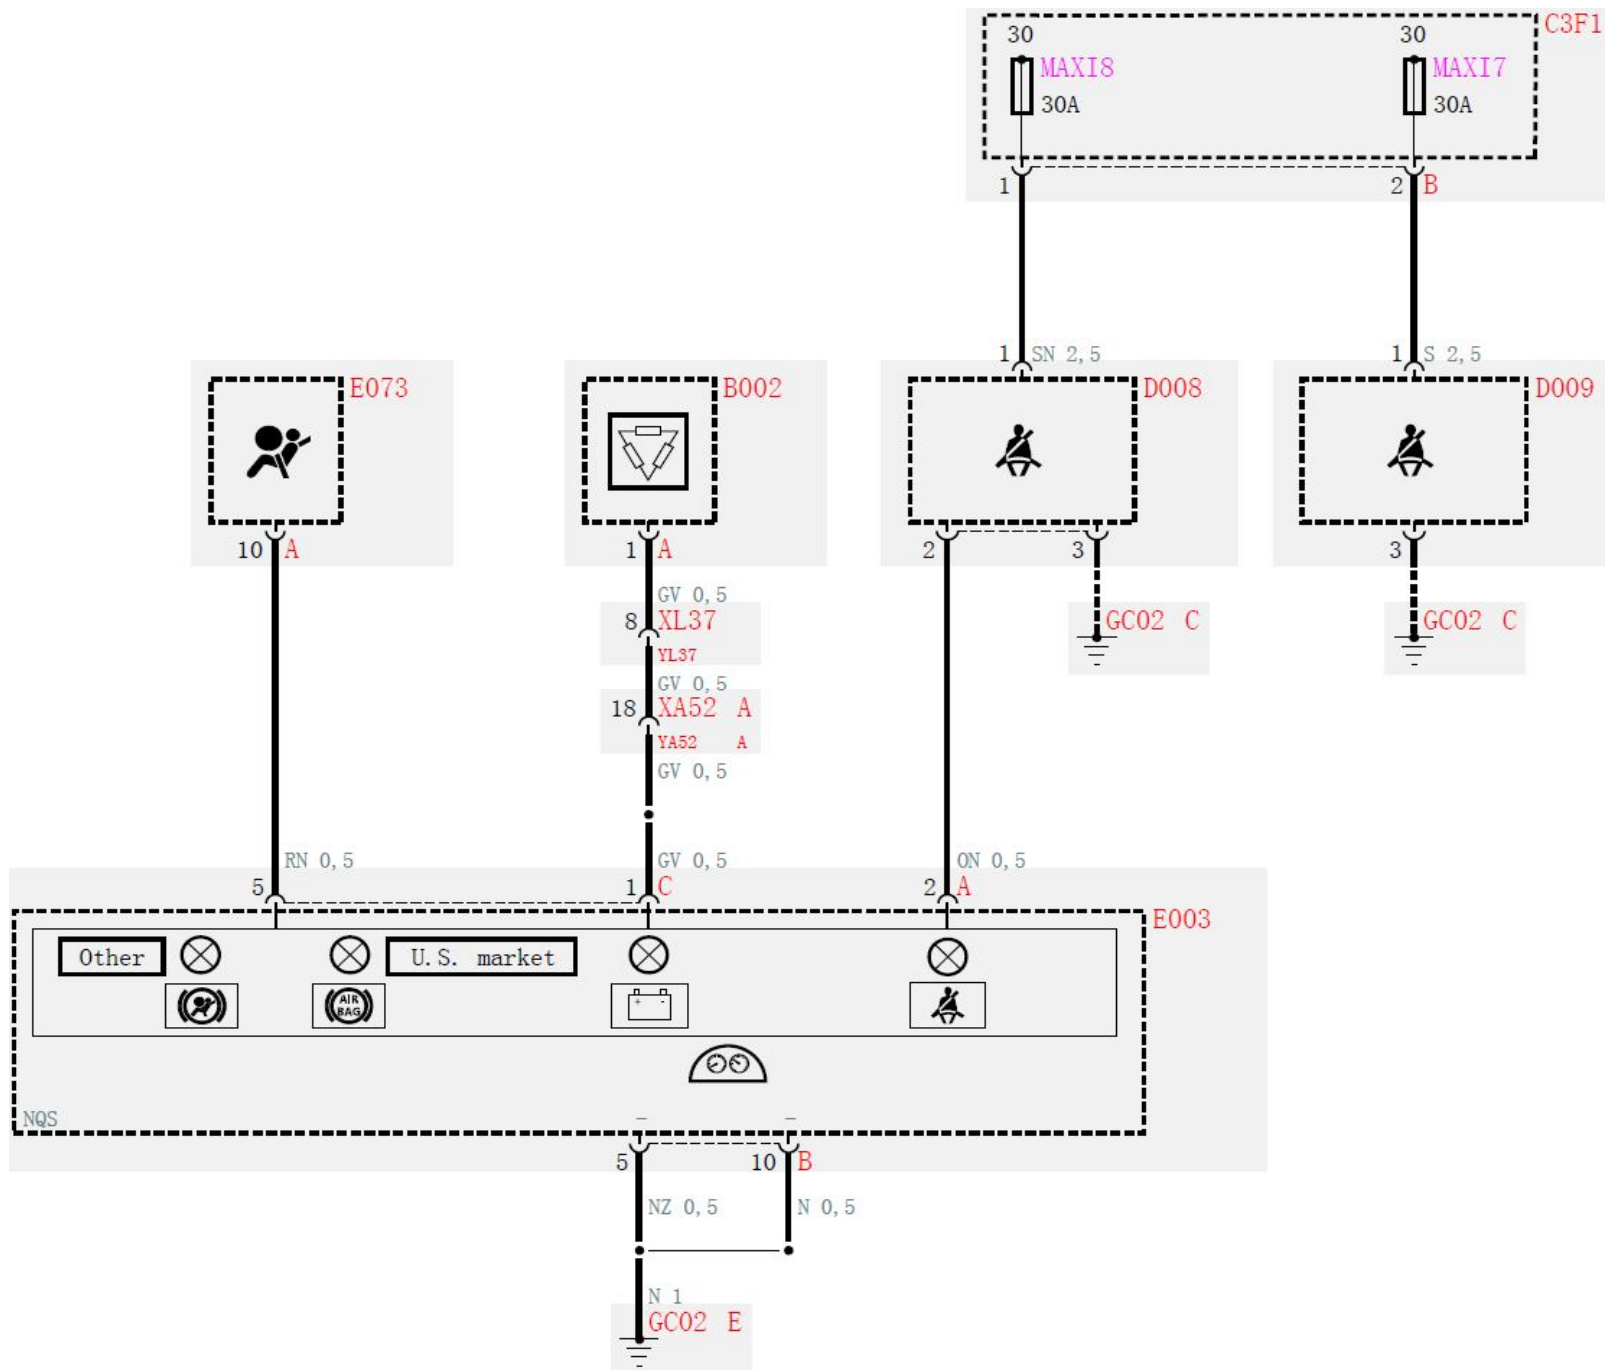 C3F1
30 30
MAXI8 MAXI7
30A 30A
1 2 B
1 SN 2,5 1 S 2,5
E073 B002 D008 D009
10 A 1 A 2 3 3
GV 0,5
8 XL37 GC02 C GC02 C
YL37
GV 0,5
18 XA52 A
YA52 A
GV 0,5
RN 0,5 GV 0,5 ON 0,5
5 1 C 2 A
E003
Other U.S. market
AIR
BAG
+ -
NQS - -
5 10 B
NZ 0,5 N 0,5
N 1
GC02 E